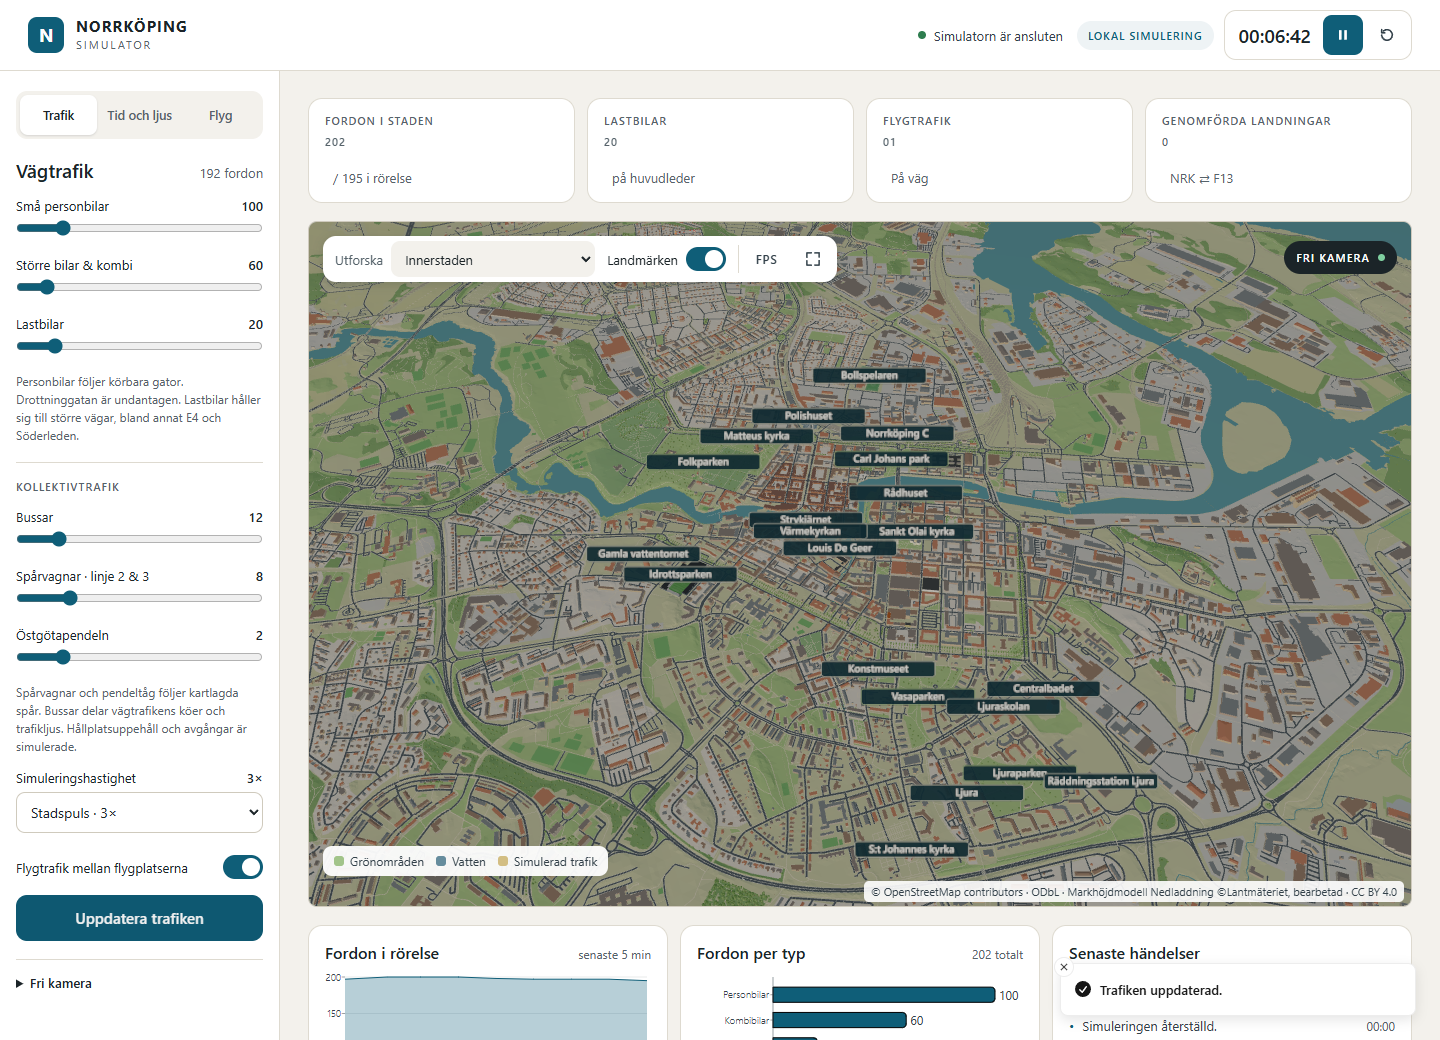 N
NORRKÖPING
SIMULATOR
Simulatorn är ansluten
LOKAL SIMULERING
00:06:42
Trafik
Tid och ljus
Flyg
Vägtrafik
192 fordon
Små personbilar
100
Större bilar & kombi
60
Lastbilar
20
Personbilar följer körbara gator.
Drottninggatan är undantagen. Lastbilar håller
sig till större vägar, bland annat E4 och
Söderleden.
KOLLEKTIVTRAFIK
Bussar
12
Spårvagnar · linje 2 & 3
8
Östgötapendeln
2
Spårvagnar och pendeltåg följer kartlagda
spår. Bussar delar vägtrafikens köer och
trafikljus. Hållplatsuppehåll och avgångar är
simulerade.
Simuleringshastighet
3×
Stadspuls · 3×
Flygtrafik mellan flygplatserna
Uppdatera trafiken
Fri kamera
FORDON I STADEN
202
/ 195 i rörelse
LASTBILAR
20
på huvudleder
FLYGTRAFIK
01
På väg
GENOMFÖRDA LANDNINGAR
0
NRK ⇄ F13
Utforska
Innerstaden
Landmärken
FPS
FRI KAMERA
Bollspelaren
Polishuset
Matteus kyrka
Norrköping C
Folkparken
Carl Johans park
Rådhuset
Strykjärnet
Värmekyrkan
Sankt Olai kyrka
Louis De Geer
Gamla vattentornet
Idrottsparken
Konstmuseet
Centralbadet
Vasaparken
Ljuraskolan
Ljuraparken
Räddningsstation Ljura
Ljura
S:t Johannes kyrka
Grönområden
Vatten
Simulerad trafik
© OpenStreetMap contributors · ODbL · Markhöjdmodell Nedladdning ©Lantmäteriet, bearbetad · CC BY 4.0
Fordon i rörelse
senaste 5 min
200
150
Fordon per typ
202 totalt
Personbilar
100
Kombibilar
60
Senaste händelser
Trafiken uppdaterad.
• Simuleringen återställd.
00:00